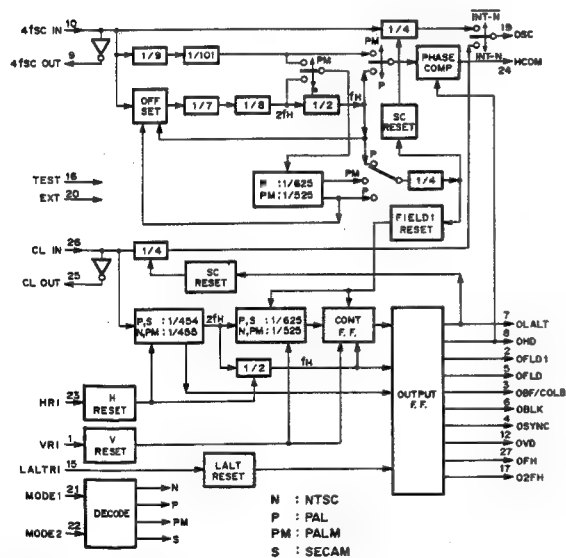 4fSC IN 10
4fSC OUT 9
1/9
1/101
PM
P
1/4
INT-N
INT-N
19 OSC
PM
P
PHASE COMP
HCOM
24
OFF SET
1/7
1/8
2fH
1/2
fH
SC RESET
P
PM
P
1/4
:1/625
PM:1/525
TEST 16
EXT 20
FIELD1 RESET
CL IN 26
CL OUT 25
1/4
SC RESET
P,S :1/454
N,PM:1/455
2fH
P,S :1/625
N,PM:1/525
CONT F.F.
1/2
fH
OUTPUT F.F.
7 OLALT
8 OHD
2 OFLD1
5 OFLD
3 OBF/COLB
6 OBLK
4 OSYNC
12 OVD
27 OFH
17 O2FH
HRI 23
H RESET
VRI 1
V RESET
LALTRI 15
LALT RESET
MODE1 21
MODE2 22
DECODE
N
P
PM
S
N : NTSC
P : PAL
PM : PALM
S : SECAM